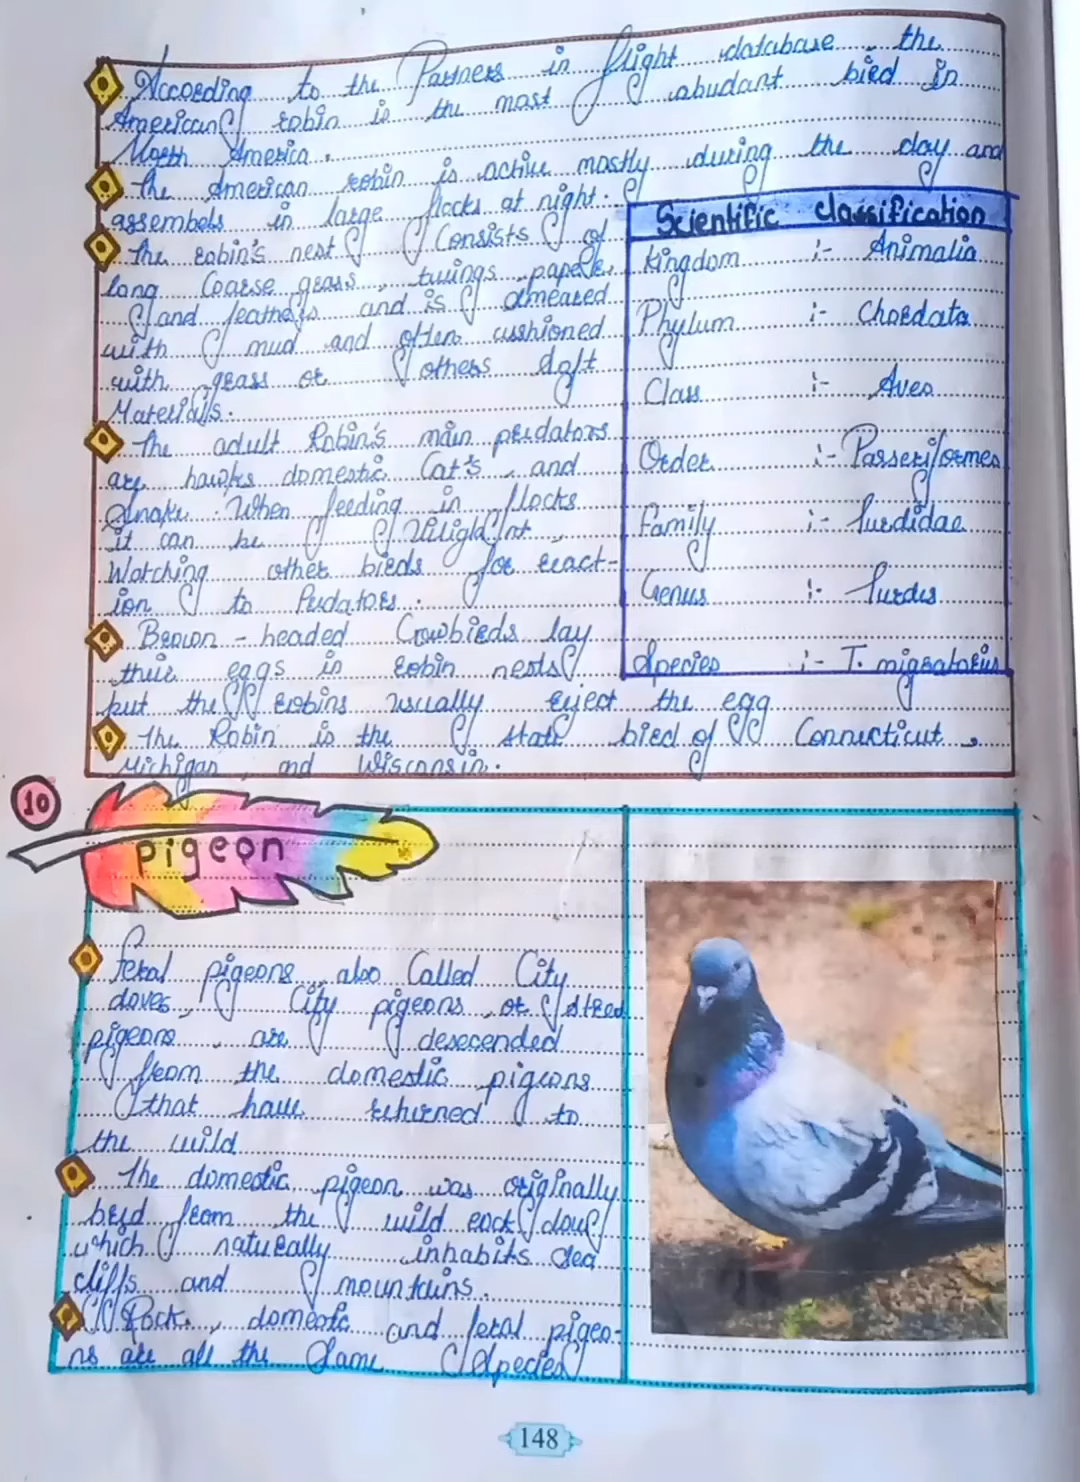 According to the Partners in flight database, the
American robin is the most abudant bird in
North America.
the American robin is active mostly during the day and
assembels in large flocks at night.
the robin's nest Consists of
long Coarse grass, twings paper,
and feathers and is smeared
with mud and often cushioned
with grass or others soft
Materials.
the adult Robin's main predators
are hawks domestic Cat's, and
Snake. When feeding in flocks
it can be Viliglant,
Watching other birds for react-
ion to Pudators.
Brown-headed Cowbirds lay
their eggs in robin nests
but the robins usually eject the egg
the Robin is the state bird of Connecticut,
Michigan, and Wisconsin.
Scientific classification
kingdom :- Animalia
Phylum :- Chordata
Class :- Aves
Order :- Passeriformes
Family :- Turdidae
Genus :- Turdus
Species :- T. migratorius
10
pigeon
feral pigeons, also Called City
doves, City pigeons, or street
pigeons, are desecended
from the domestic pigeons
that have returned to
the wild
The domestic pigeon was originally
bred from the wild rock dove
which naturally inhabits sea
cliffs and mountains.
Rock, domestic and feral pigeo-
ns are all the Same Species
148